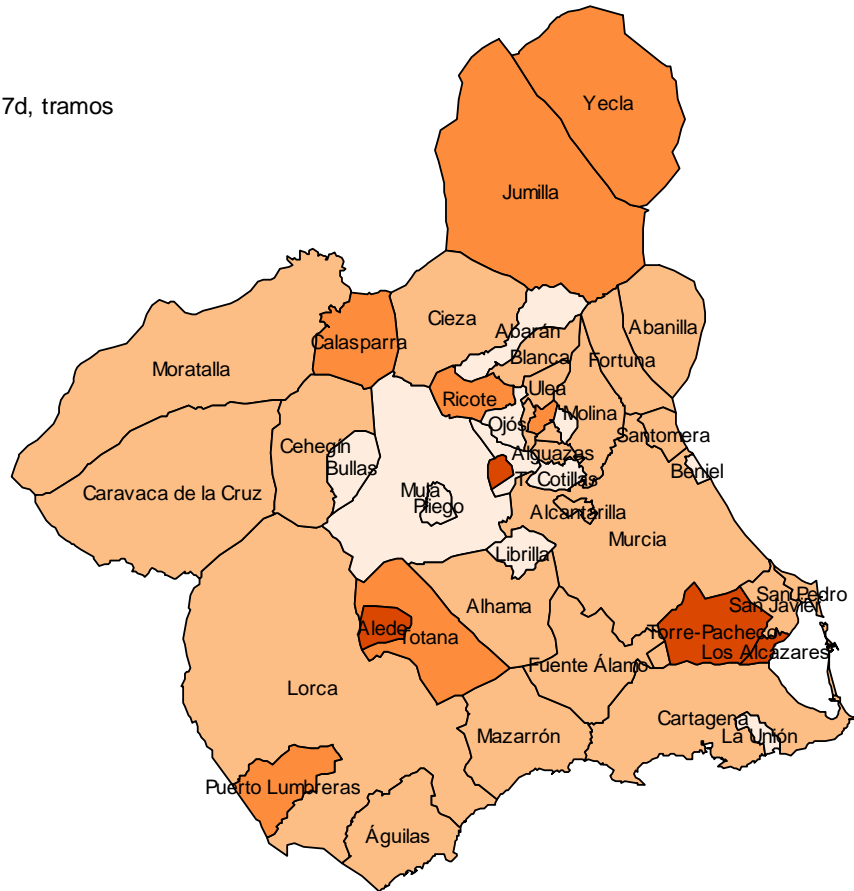 7d, tramos
Yecla
Jumilla
Cieza
Abanilla
Abarán
Calasparra
Blanca
Fortuna
Moratalla
Ulea
Ricote
Molina
Ojós
Santomera
Cehegín
Alguazas
Bullas
Beniel
T. Cotillas
Caravaca de la Cruz
Mula
Pliego
Alcantarilla
Murcia
Librilla
San Pedro
Alhama
San Javier
Aledo
Totana
Torre-Pacheco
Los Alcázares
Fuente Álamo
Lorca
Cartagena
La Unión
Mazarrón
Puerto Lumbreras
Águilas